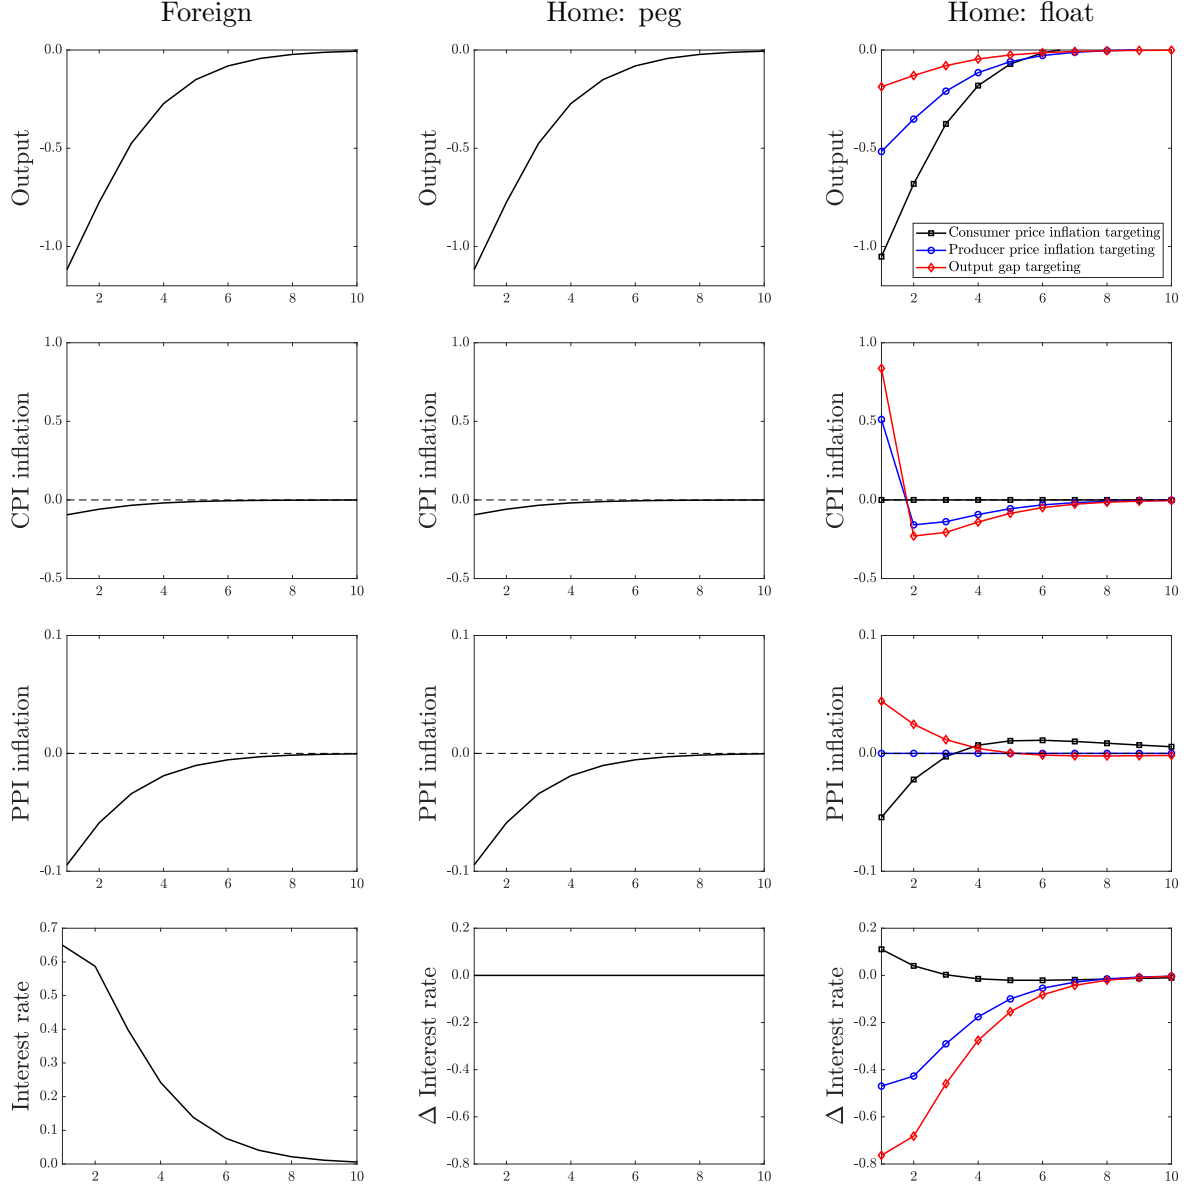 Foreign
Home: peg
Home: float
Output
0.0
-0.5
-1.0
2 4 6 8 10
Output
0.0
-0.5
-1.0
2 4 6 8 10
Output
0.0
-0.5
-1.0
2 4 6 8 10
Consumer price inflation targeting
Producer price inflation targeting
Output gap targeting
CPI inflation
1.0
0.5
0.0
-0.5
2 4 6 8 10
CPI inflation
1.0
0.5
0.0
-0.5
2 4 6 8 10
CPI inflation
1.0
0.5
0.0
-0.5
2 4 6 8 10
PPI inflation
0.1
0.0
-0.1
2 4 6 8 10
PPI inflation
0.1
0.0
-0.1
2 4 6 8 10
PPI inflation
0.1
0.0
-0.1
2 4 6 8 10
Interest rate
0.7
0.6
0.5
0.4
0.3
0.2
0.1
0.0
2 4 6 8 10
Δ Interest rate
0.2
0.0
-0.2
-0.4
-0.6
-0.8
2 4 6 8 10
Δ Interest rate
0.2
0.0
-0.2
-0.4
-0.6
-0.8
2 4 6 8 10